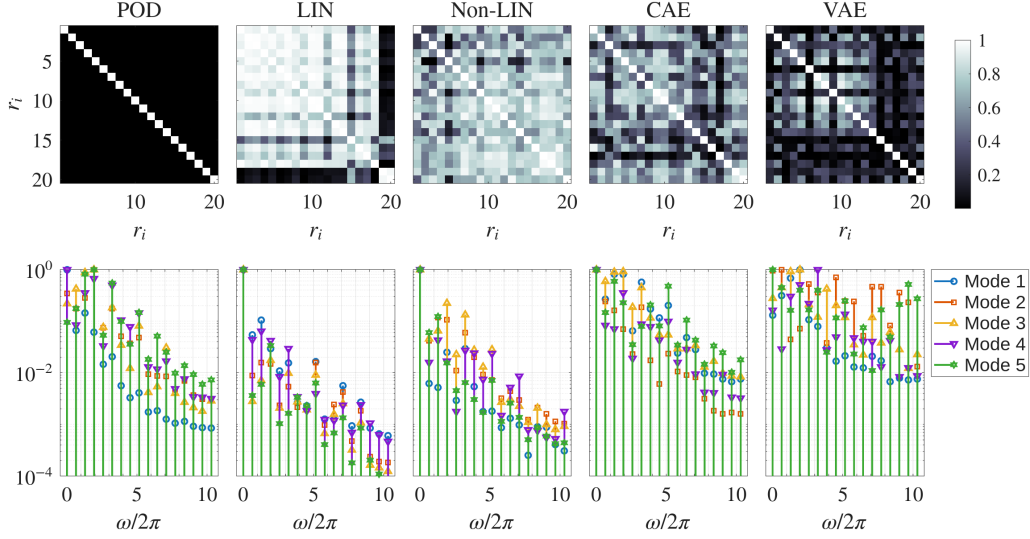 POD LIN Non-LIN CAE VAE
5
10
15
20
r_i
10 20 10 20 10 20 10 20 10 20
r_i r_i r_i r_i r_i
1
0.8
0.6
0.4
0.2
10^0
10^{-2}
10^{-4}
0 5 10 0 5 10 0 5 10 0 5 10 0 5 10
ω/2π ω/2π ω/2π ω/2π ω/2π
Mode 1
Mode 2
Mode 3
Mode 4
Mode 5